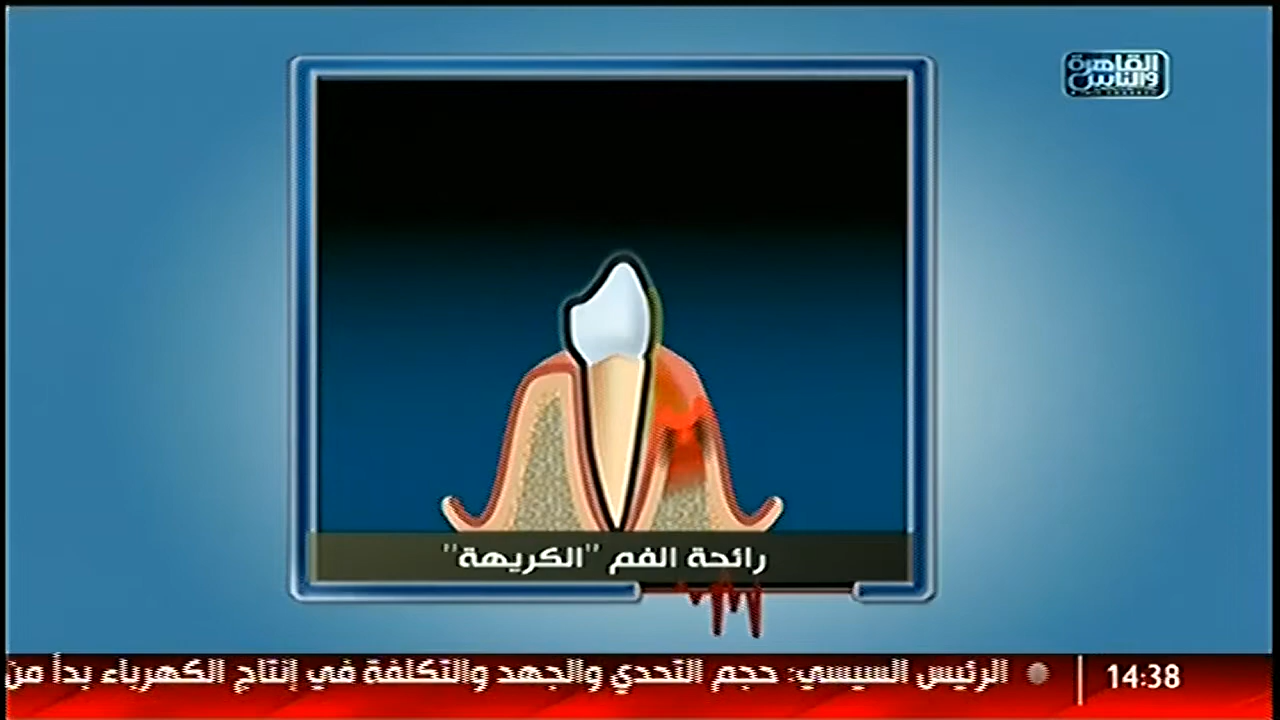 القاهرة
والناس
رائحة الفم "الكريهة"
14:38
الرئيس السيسي: حجم التحدي والجهد والتكلفة في إنتاج الكهرباء بدأ من